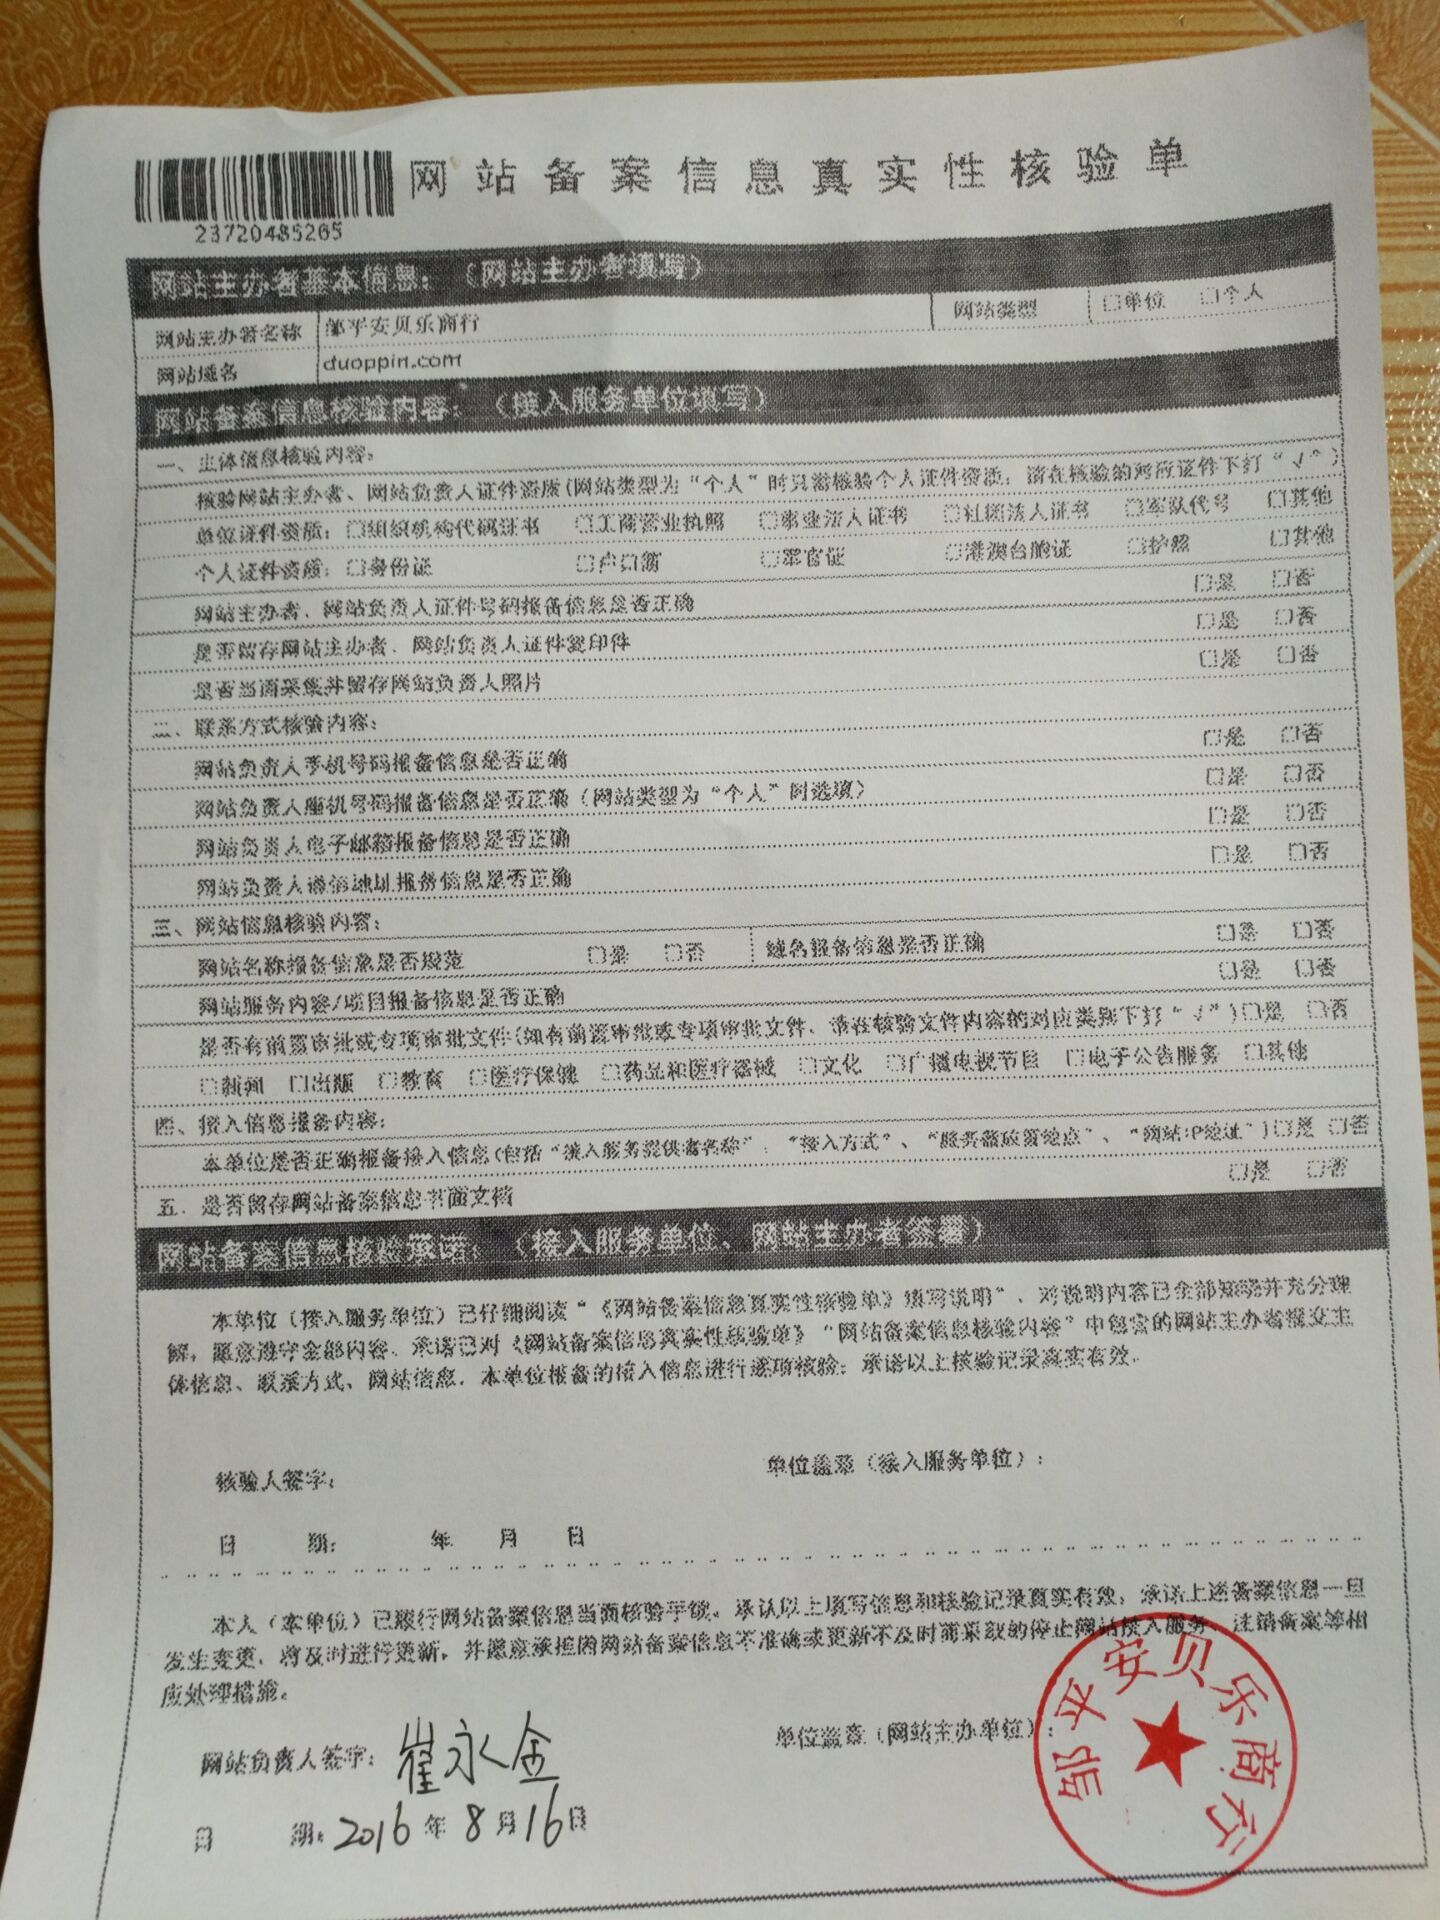 网站备案信息真实性核验单
23720485265
网站主办者基本信息：（网站主办者填写）
网站主办者名称 邹平安贝乐商行 网站类型 □单位 □个人
网站域名 duoppin.com
网站备案信息核验内容：（接入服务单位填写）
一、主体信息核验内容：
核验网站主办者、网站负责人证件资质(网站类型为“个人”时只需核验个人证件资质；请在核验的对应证件下打“√”)
单位证件资质：□组织机构代码证书 □工商营业执照 □事业法人证书 □社团法人证书 □军队代号 □其他
个人证件资质：□身份证 □户口簿 □军官证 □港澳台胞证 □护照 □其他
网站主办者、网站负责人证件号码报备信息是否正确 □是 □否
是否留存网站主办者、网站负责人证件复印件 □是 □否
是否当面采集并留存网站负责人照片 □是 □否
二、联系方式核验内容：
网站负责人手机号码报备信息是否正确 □是 □否
网站负责人座机号码报备信息是否正确（网站类型为“个人”时选项） □是 □否
网站负责人电子邮箱报备信息是否正确 □是 □否
网站负责人通信地址报备信息是否正确 □是 □否
三、网站信息核验内容：
网站名称报备信息是否规范 □是 □否 域名报备信息是否正确 □是 □否
网站服务内容/项目报备信息是否正确 □是 □否
是否有前置审批或专项审批文件(如有前置审批或专项审批文件，请在核验文件内容的对应类别下打“√”)□是 □否
□新闻 □出版 □教育 □医疗保健 □药品和医疗器械 □文化 □广播电视节目 □电子公告服务 □其他
四、接入信息报备内容：
本单位是否正确报备接入信息(包括“接入服务提供者名称”、“接入方式”、“服务器放置地点”、“网站IP地址”)□是 □否
五、是否留存网站备案信息书面文档 □是 □否
网站备案信息核验承诺：（接入服务单位、网站主办者签署）
本单位（接入服务单位）已仔细阅读“《网站备案信息真实性核验单》填写说明”，对说明内容已全部知晓并充分理
解，愿意遵守全部内容。承诺已对《网站备案信息真实性核验单》“网站备案信息核验内容”中包含的网站主办者提交主
体信息、联系方式、网站信息，本单位报备的接入信息进行逐项核验；承诺以上核验记录真实有效。
核验人签字： 单位盖章（接入服务单位）：
日 期： 年 月 日
本人（本单位）已履行网站备案信息当面核验手续。承认以上填写信息和核验记录真实有效，承诺上述备案信息一旦
发生变更，将及时进行更新，并愿意承担因网站备案信息不准确或更新不及时而采取的停止网站接入服务、注销备案等相
应处理措施。
网站负责人签字：崔永金 单位盖章（网站主办单位）：
日 期：2016年8月16日
邹平安贝乐商行